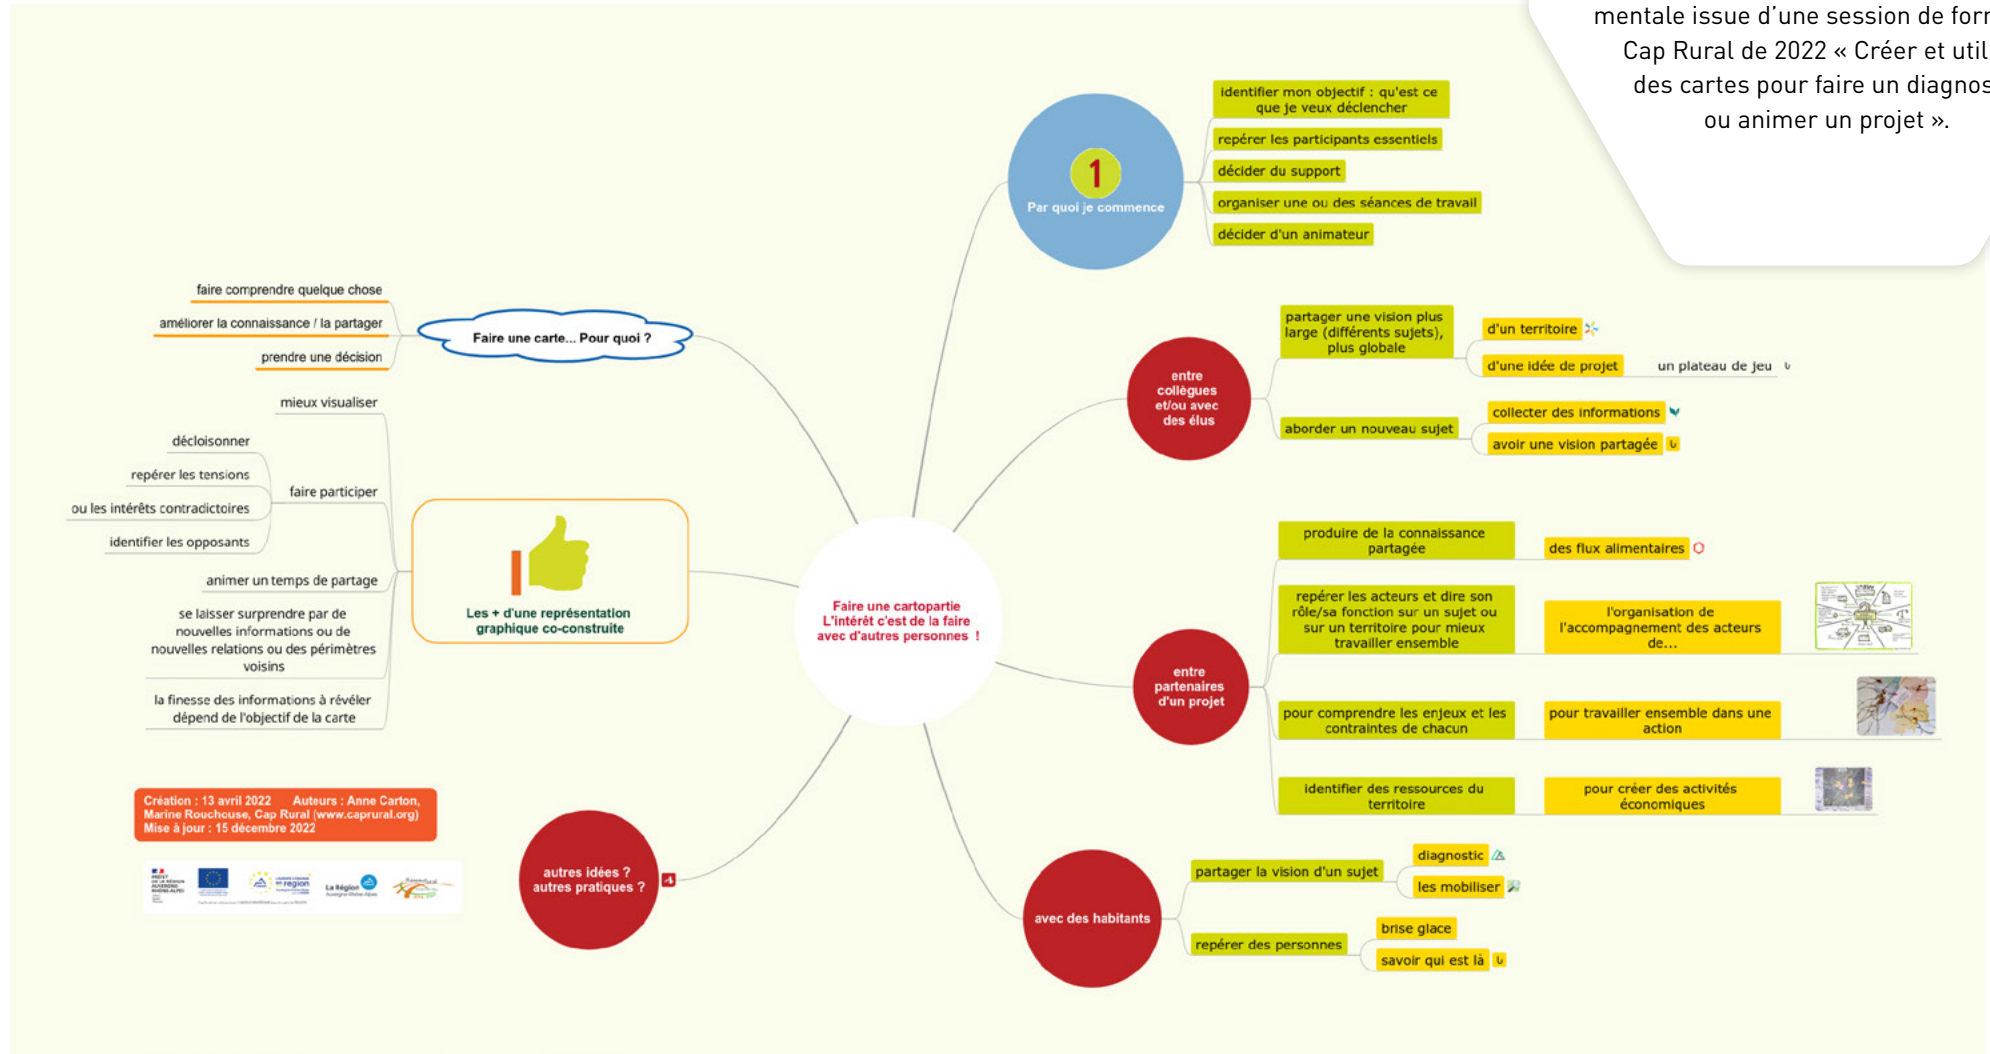 mentale issue d'une session de
Cap Rural de 2022 « Créer et
des cartes pour faire un
ou animer un projet ».
1
Par quoi je commence
identifier mon objectif : qu'est ce
que je veux déclencher
repérer les participants essentiels
décider du support
organiser une ou des séances de travail
décider d'un animateur
Faire une carte... Pour quoi ?
faire comprendre quelque chose
améliorer la connaissance / la partager
prendre une décision
entre
collègues
et/ou avec
des élus
partager une vision plus
large (différents sujets),
plus globale
d'un territoire
d'une idée de projet
un plateau de jeu
aborder un nouveau sujet
collecter des informations
avoir une vision partagée
Les + d'une représentation
graphique co-construite
mieux visualiser
faire participer
décloisonner
repérer les tensions
ou les intérêts contradictoires
identifier les opposants
animer un temps de partage
se laisser surprendre par de
nouvelles informations ou de
nouvelles relations ou des périmètres
voisins
la finesse des informations à révéler
dépend de l'objectif de la carte
Faire une cartopartie
L'intérêt c'est de la faire
avec d'autres personnes !
entre
partenaires
d'un projet
produire de la connaissance
partagée
des flux alimentaires
repérer les acteurs et dire son
rôle/sa fonction sur un sujet ou
sur un territoire pour mieux
travailler ensemble
l'organisation de
l'accompagnement des acteurs
de...
pour comprendre les enjeux et les
contraintes de chacun
pour travailler ensemble dans une
action
identifier des ressources du
territoire
pour créer des activités
économiques
avec des habitants
partager la vision d'un sujet
diagnostic
les mobiliser
repérer des personnes
brise glace
savoir qui est là
autres idées ?
autres pratiques ?
Création : 13 avril 2022 Auteurs : Anne Carton,
Marine Rouchouse, Cap Rural (www.caprural.org)
Mise à jour : 15 décembre 2022
PRÉFET
DE LA RÉGION
AUVERGNE-
RHÔNE-ALPES
en région
La Région
Auvergne-Rhône-Alpes